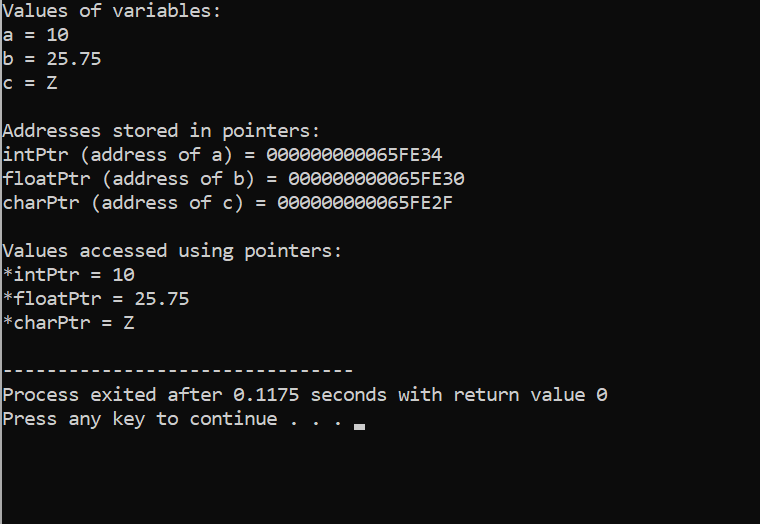 Values of variables:
a = 10
b = 25.75
c = Z
Addresses stored in pointers:
intPtr (address of a) = 000000000065FE34
floatPtr (address of b) = 000000000065FE30
charPtr (address of c) = 000000000065FE2F
Values accessed using pointers:
*intPtr = 10
*floatPtr = 25.75
*charPtr = Z
--------------------------------
Process exited after 0.1175 seconds with return value 0
Press any key to continue . . .